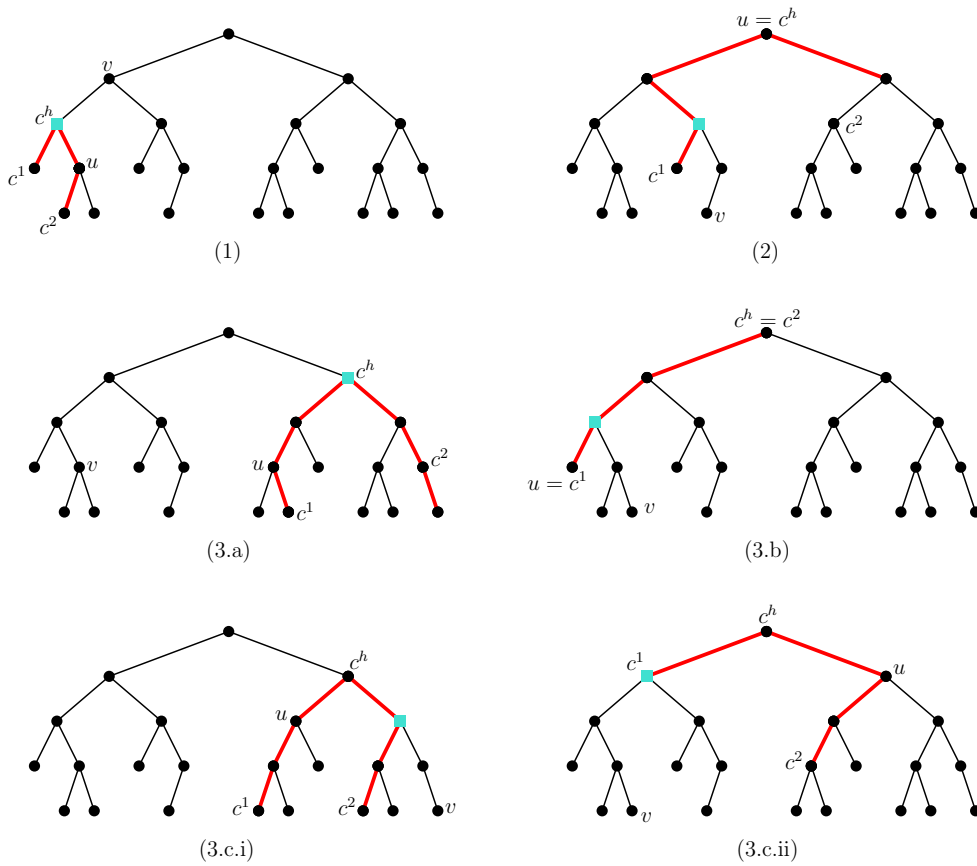 u = c^h
v
c^h
c^1
u
c^2
c^2
c^1
v
(1)
(2)
c^h = c^2
c^h
v
u
c^2
u = c^1
c^1
v
(3.a)
(3.b)
c^h
c^h
c^1
u
u
c^2
c^1
c^2
v
v
(3.c.i)
(3.c.ii)